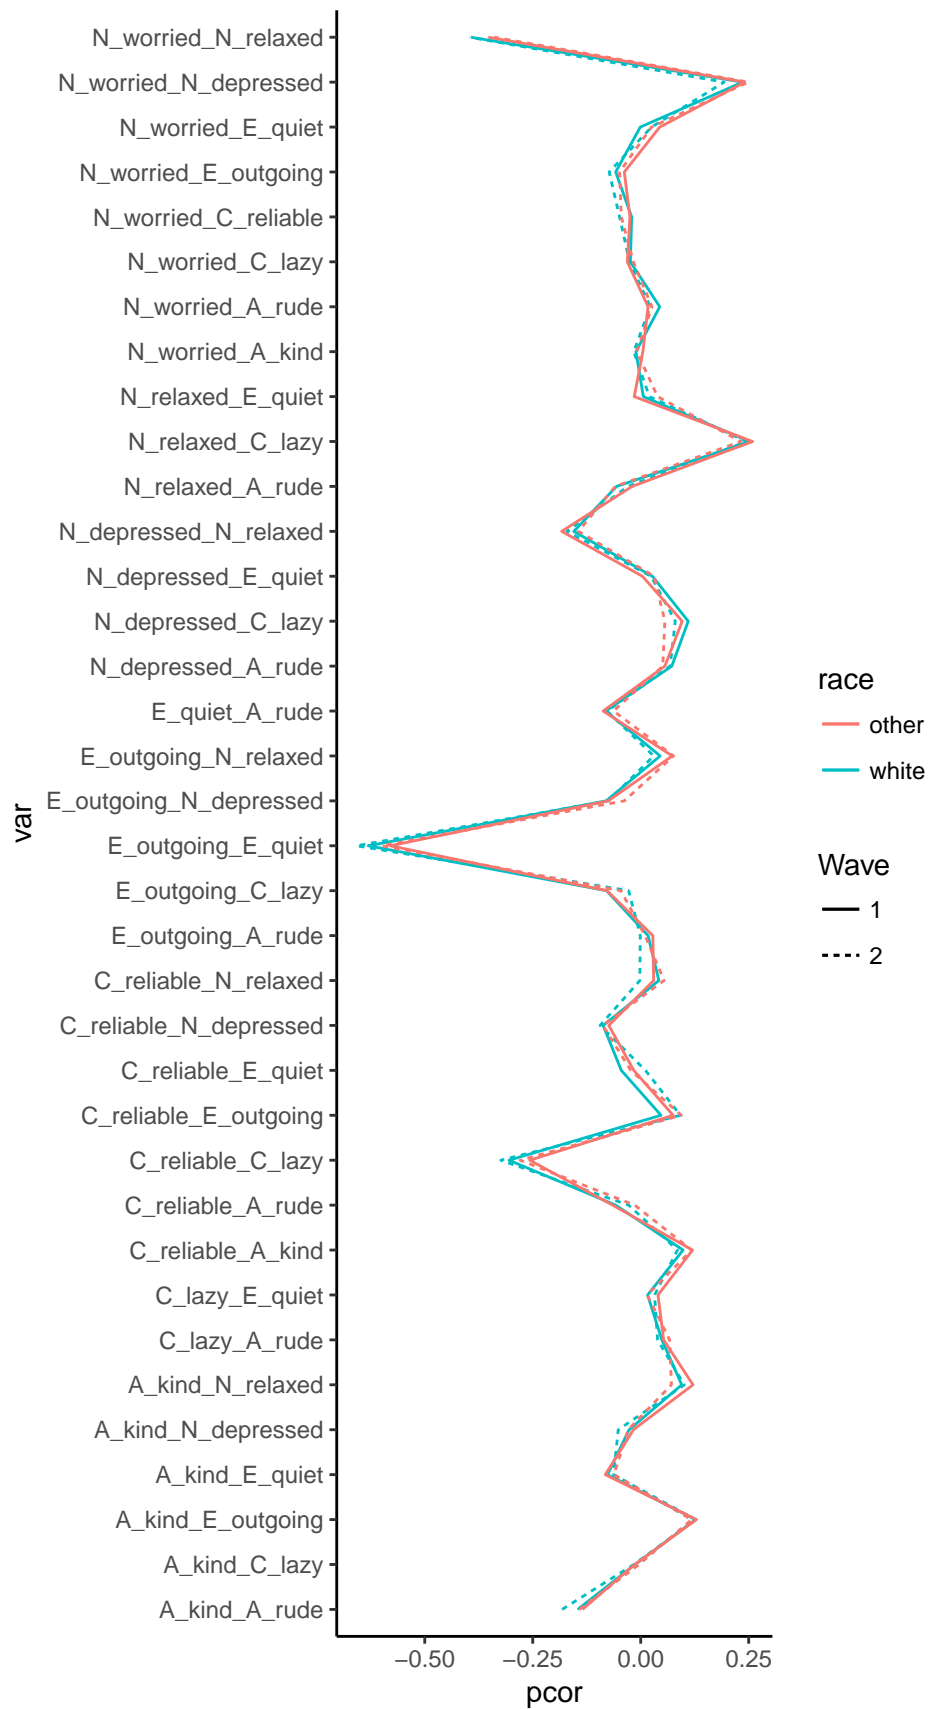 N_worried_N_relaxed
N_worried_N_depressed
N_worried_E_quiet
N_worried_E_outgoing
N_worried_C_reliable
N_worried_C_lazy
N_worried_A_rude
N_worried_A_kind
N_relaxed_E_quiet
N_relaxed_C_lazy
N_relaxed_A_rude
N_depressed_N_relaxed
N_depressed_E_quiet
N_depressed_C_lazy
N_depressed_A_rude
E_quiet_A_rude
E_outgoing_N_relaxed
E_outgoing_N_depressed
E_outgoing_E_quiet
E_outgoing_C_lazy
E_outgoing_A_rude
C_reliable_N_relaxed
C_reliable_N_depressed
C_reliable_E_quiet
C_reliable_E_outgoing
C_reliable_C_lazy
C_reliable_A_rude
C_reliable_A_kind
C_lazy_E_quiet
C_lazy_A_rude
A_kind_N_relaxed
A_kind_N_depressed
A_kind_E_quiet
A_kind_E_outgoing
A_kind_C_lazy
A_kind_A_rude
var
−0.50 −0.25 0.00 0.25
pcor
race
other
white
Wave
1
2